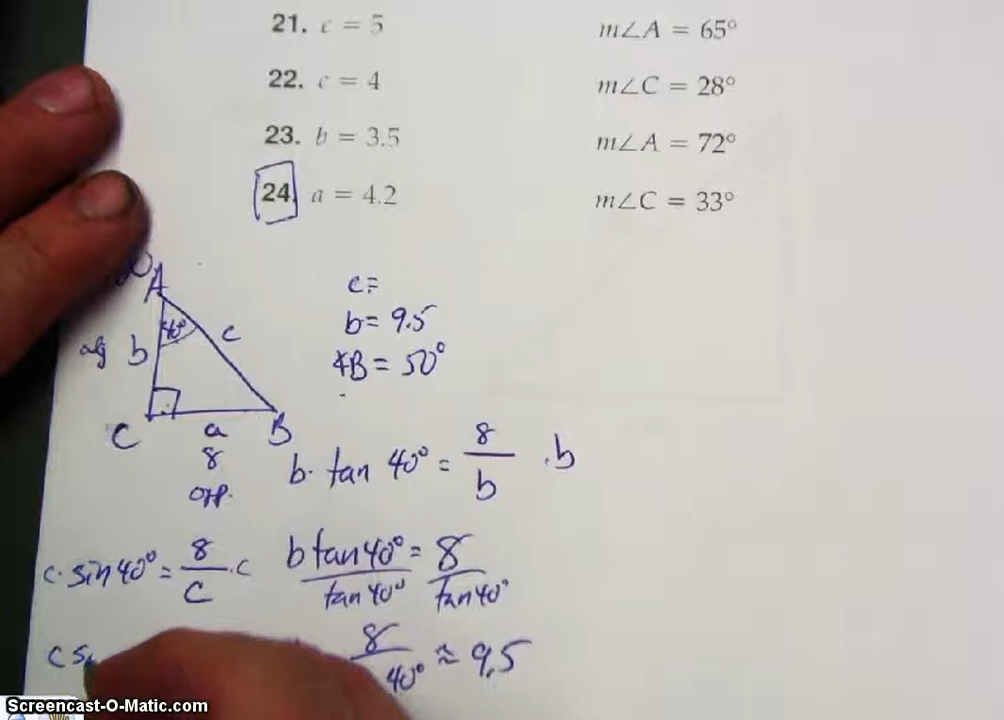 21. c = 5 m∠A = 65°
22. c = 4 m∠C = 28°
23. b = 3.5 m∠A = 72°
24. a = 4.2 m∠C = 33°
A
40°
c
adj b
C
a
B
8
opp.
c =
b = 9.5
∡B = 50°
b · tan 40° = 8/b · b
c · sin 40° = 8/c · c
b tan 40° / tan 40° = 8 / tan 40°
c s
8 / 40° ≈ 9.5
Screencast-O-Matic.com